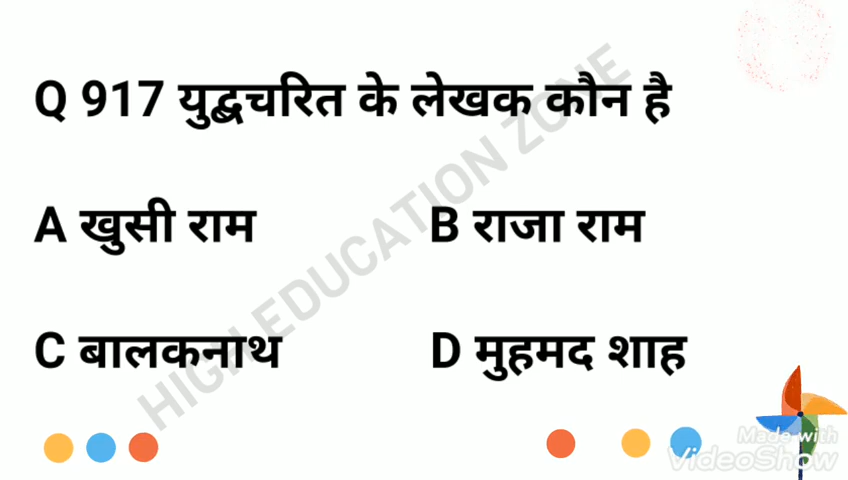 Q 917 युद्धचरित के लेखक कौन है
A खुसी राम B राजा राम
C बालकनाथ D मुहमद शाह
HIGH EDUCATION ZONE
Made with
VideoShow